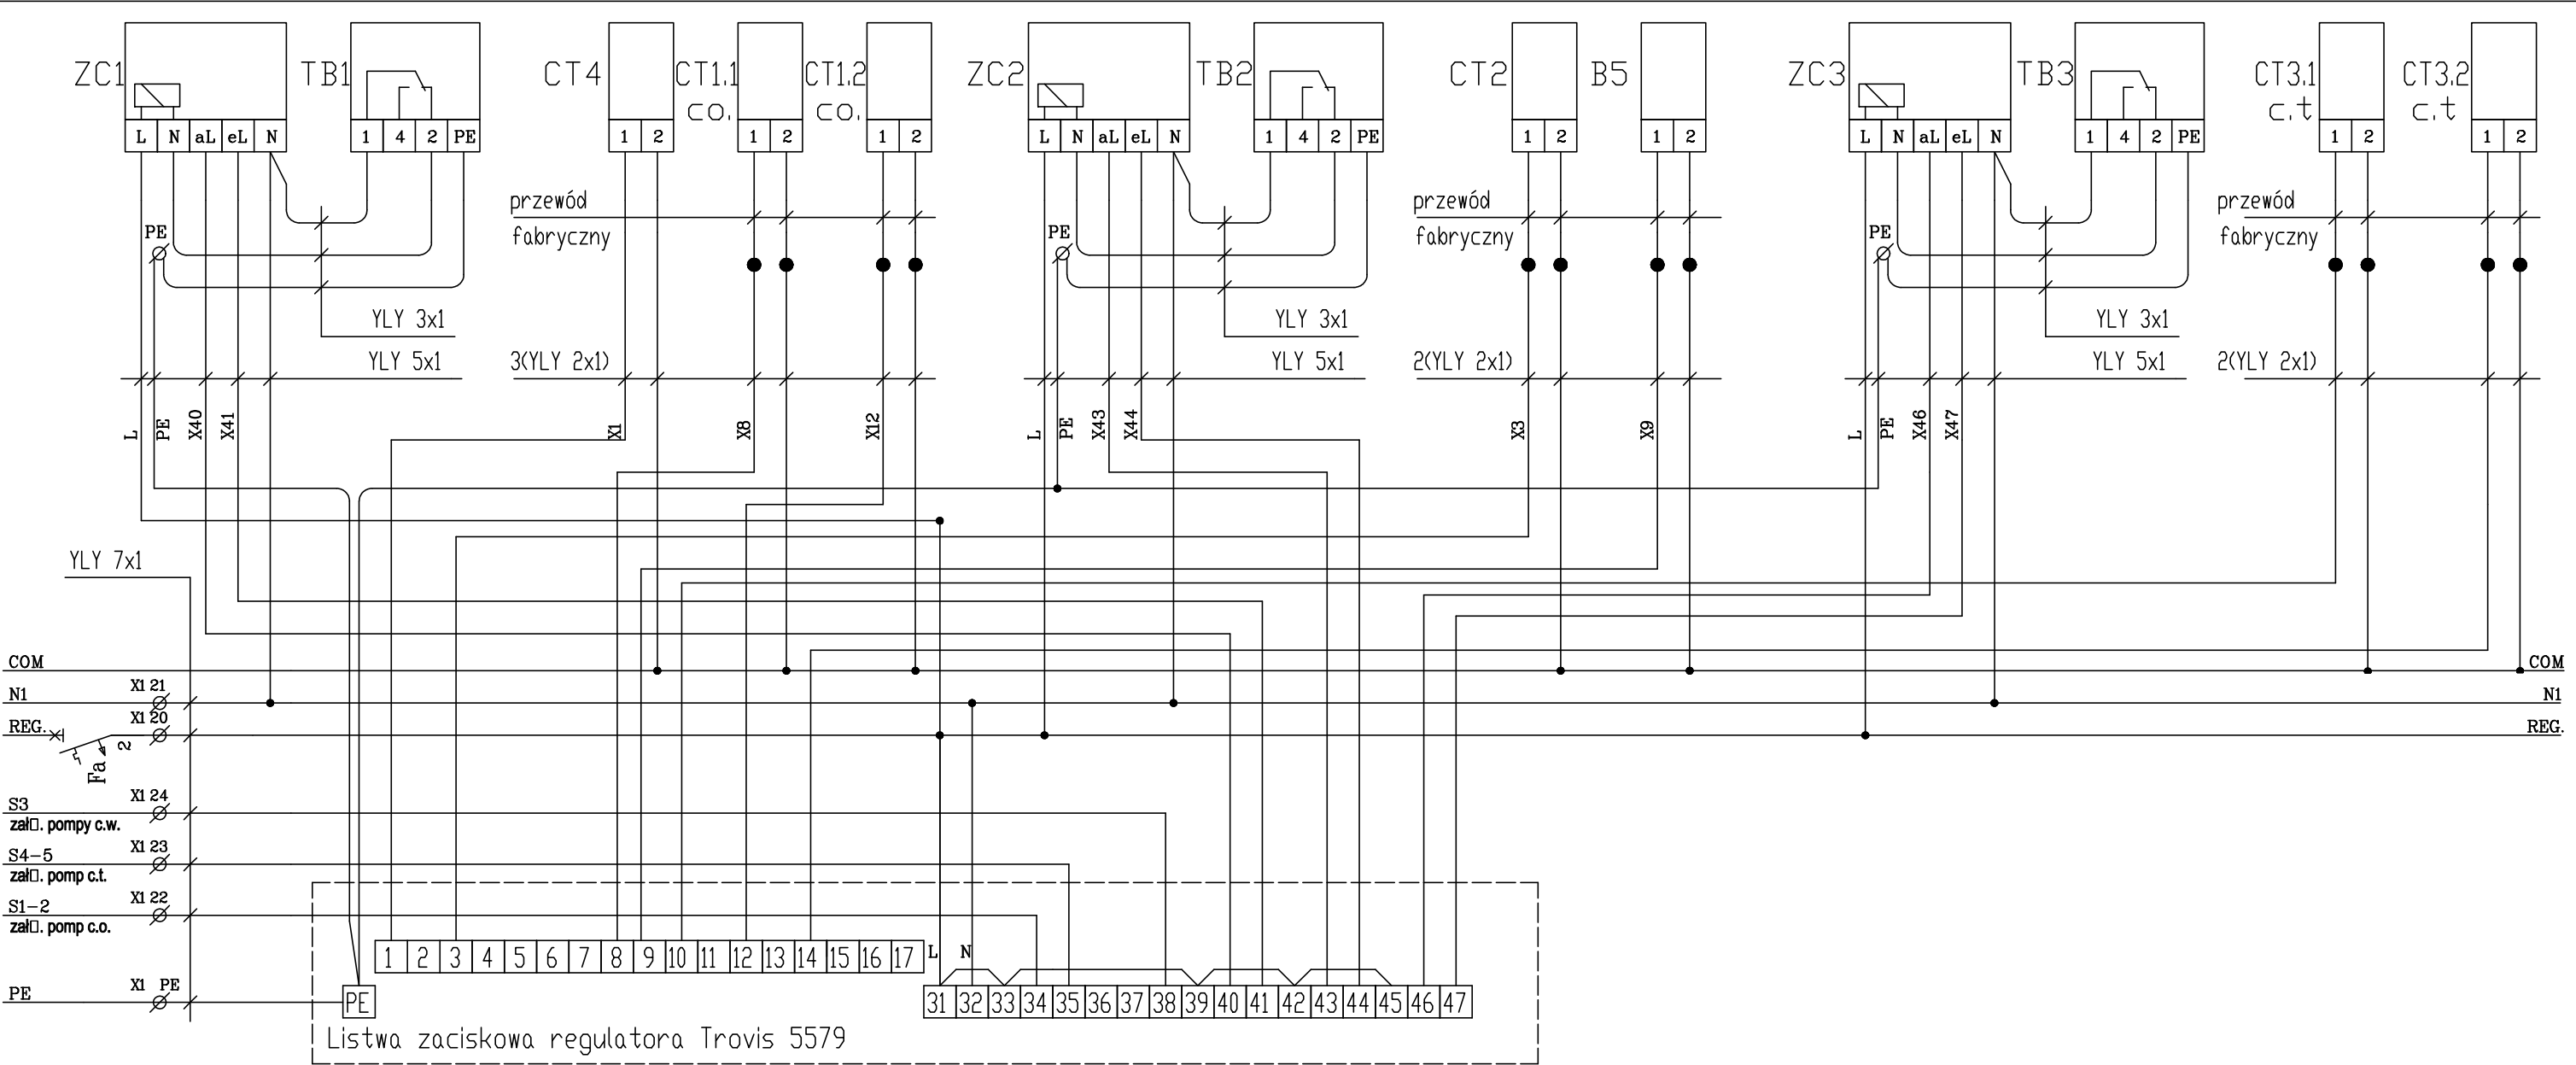 ZC1 TB1 CT4 CT1.1 CT1.2 ZC2 TB2 CT2 B5 ZC3 TB3 CT3.1 CT3.2
co. co. c.t c.t
L N aL eL N 1 4 2 PE 1 2 1 2 1 2 L N aL eL N 1 4 2 PE 1 2 1 2 L N aL eL N 1 4 2 PE 1 2 1 2
przewód przewód przewód
PE fabryczny PE fabryczny PE fabryczny
YLY 3x1 YLY 3x1 YLY 3x1
YLY 5x1 3(YLY 2x1) YLY 5x1 2(YLY 2x1) YLY 5x1 2(YLY 2x1)
L PE X40 X41 X1 X8 X12 L PE X43 X44 X3 X9 L PE X46 X47
YLY 7x1
COM COM
N1 X1 21 N1
REG. X1 20 REG.
2
Fa
S3 X1 24
zał□. pompy c.w.
S4-5 X1 23
zał□. pomp c.t.
S1-2 X1 22
zał□. pomp c.o.
1 2 3 4 5 6 7 8 9 10 11 12 13 14 15 16 17 L N
PE X1 PE PE 31 32 33 34 35 36 37 38 39 40 41 42 43 44 45 46 47
Listwa zaciskowa regulatora Trovis 5579